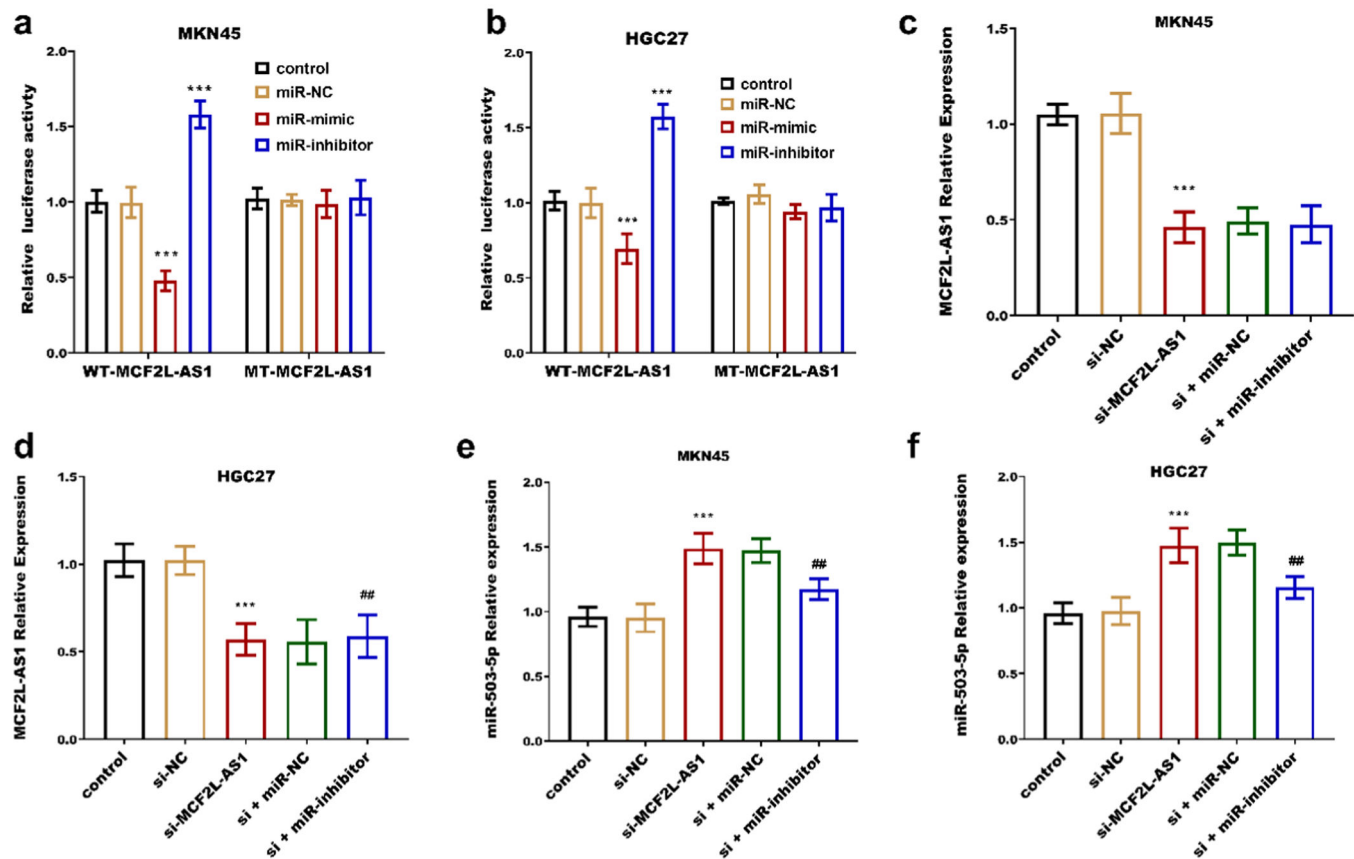 a
MKN45
Relative luciferase activty
2.0
1.5
1.0
0.5
0.0
control
miR-NC
miR-mimic
miR-inhibitor
***
***
WT-MCF2L-AS1
MT-MCF2L-AS1
b
HGC27
Relative luciferase activty
2.0
1.5
1.0
0.5
0.0
control
miR-NC
miR-mimic
miR-inhibitor
***
***
WT-MCF2L-AS1
MT-MCF2L-AS1
c
MKN45
MCF2L-AS1 Relative Expression
1.5
1.0
0.5
0.0
***
control
si-NC
si-MCF2L-AS1
si + miR-NC
si + miR-inhibitor
d
HGC27
MCF2L-AS1 Relative Expression
1.5
1.0
0.5
0.0
***
##
control
si-NC
si-MCF2L-AS1
si + miR-NC
si + miR-inhibitor
e
MKN45
miR-503-5p Relative expression
2.0
1.5
1.0
0.5
0.0
***
##
control
si-NC
si-MCF2L-AS1
si + miR-NC
si + miR-inhibitor
f
HGC27
miR-503-5p Relative expression
2.0
1.5
1.0
0.5
0.0
***
##
control
si-NC
si-MCF2L-AS1
si + miR-NC
si + miR-inhibitor